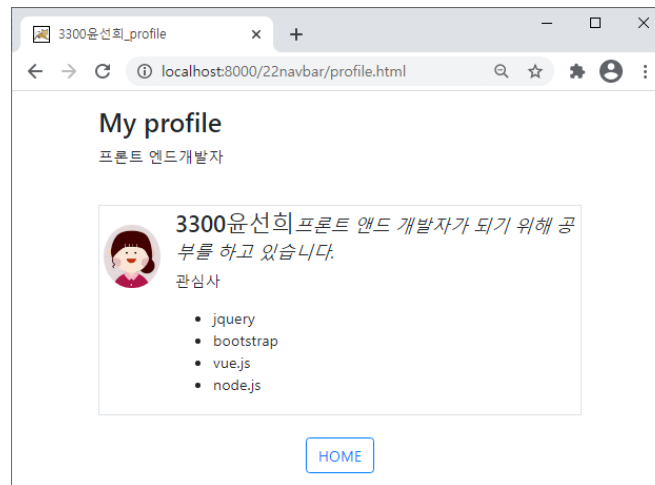 3300윤선희_profile
localhost:8000/22navbar/profile.html
My profile
프론트 엔드개발자
3300윤선희프론트 앤드 개발자가 되기 위해 공
부를 하고 있습니다.
관심사
jquery
bootstrap
vue.js
node.js
HOME